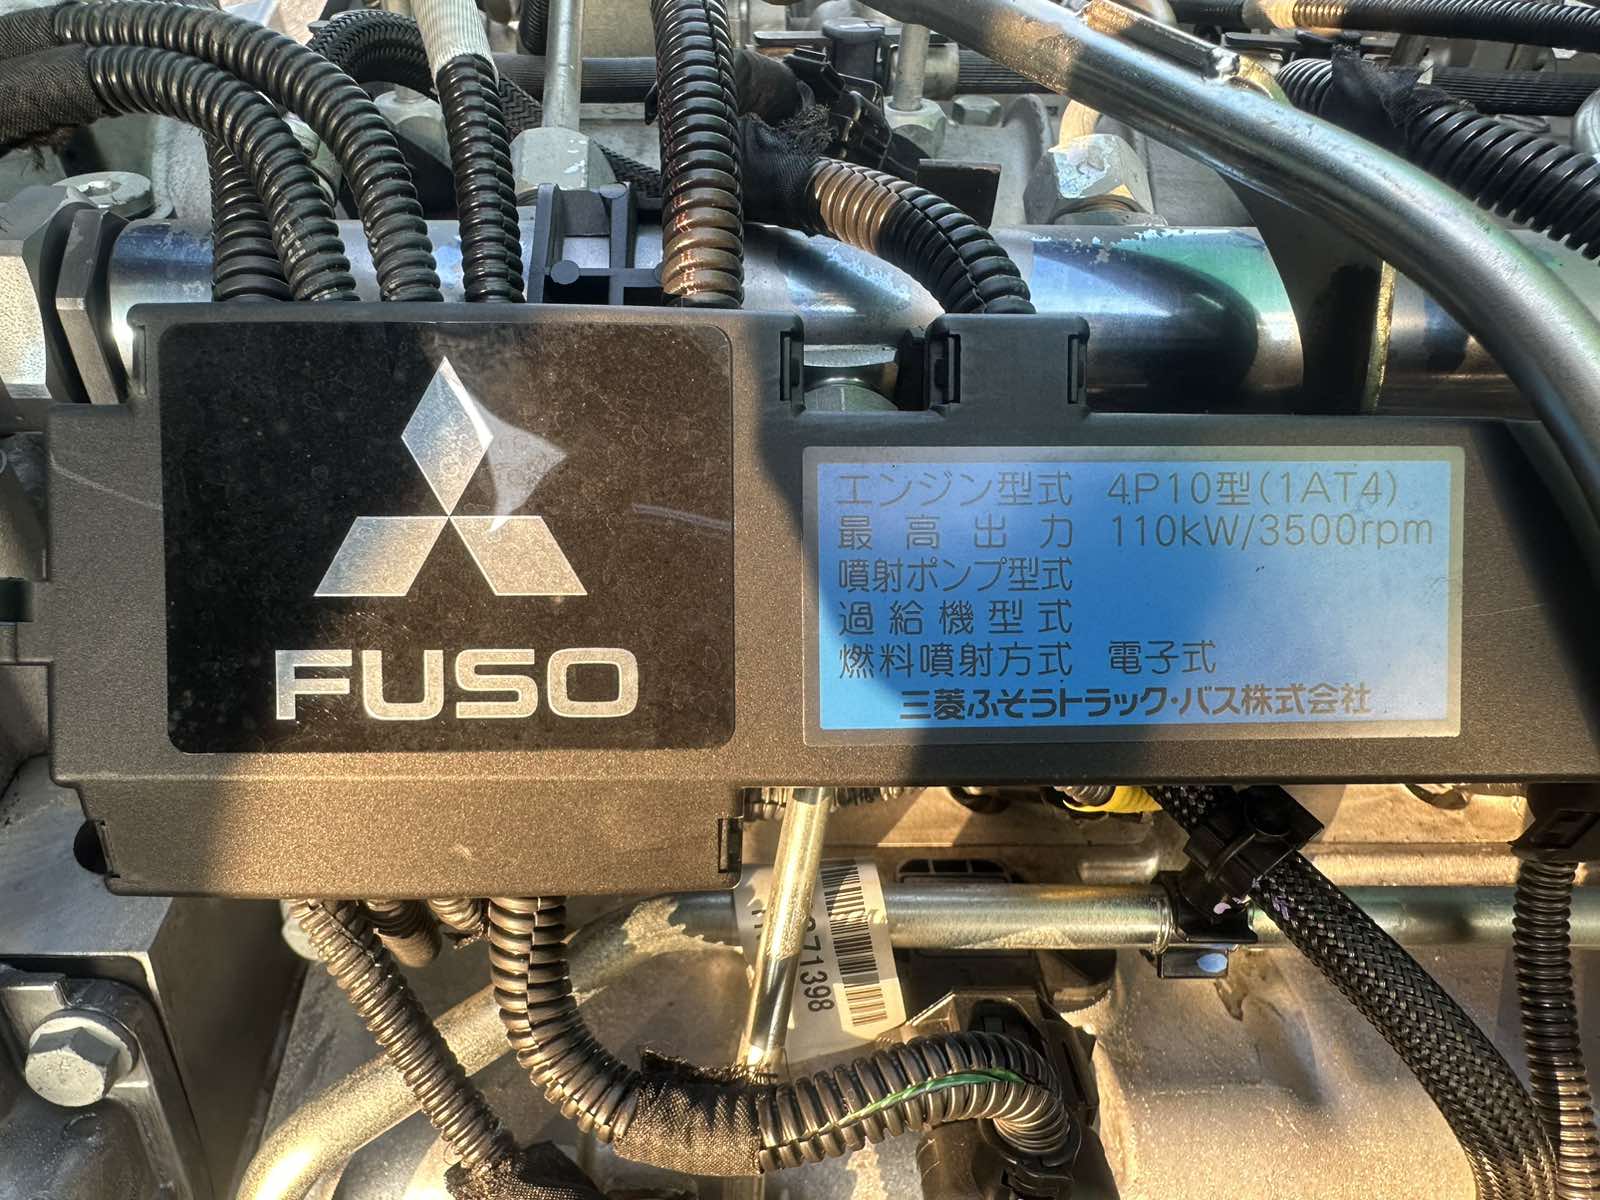 FUSO
エンジン型式 4P10型(1AT4)
最高出力 110kW/3500rpm
噴射ポンプ型式
過給機型式
燃料噴射方式 電子式
三菱ふそうトラック・バス株式会社